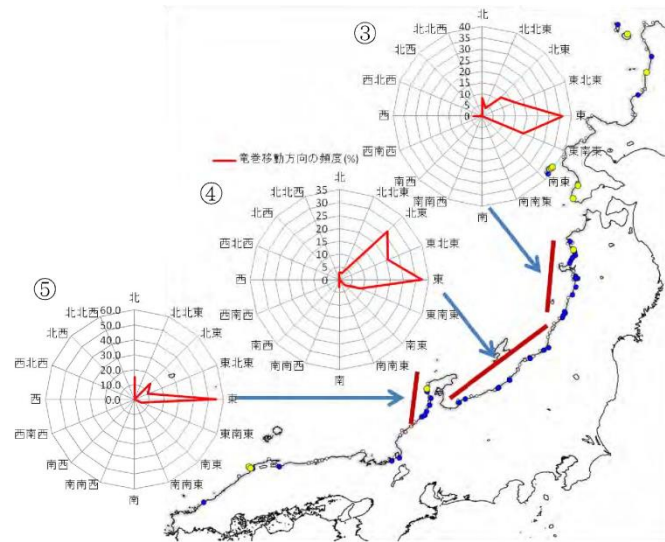 ③
北
北北東
北東
東北東
東
東南東
南東
南南東
南
南南西
南西
西南西
西
西北西
北西
北北西
40
35
30
25
20
15
10
5
0
竜巻移動方向の頻度(%)
④
北
北北東
北東
東北東
東
東南東
南東
南南東
南
南南西
南西
西南西
西
西北西
北西
北北西
35
30
25
20
15
10
5
0
⑤
北
北北東
北東
東北東
東
東南東
南東
南南東
南
南南西
南西
西南西
西
西北西
北西
北北西
60.0
50.0
40.0
30.0
20.0
10.0
0.0